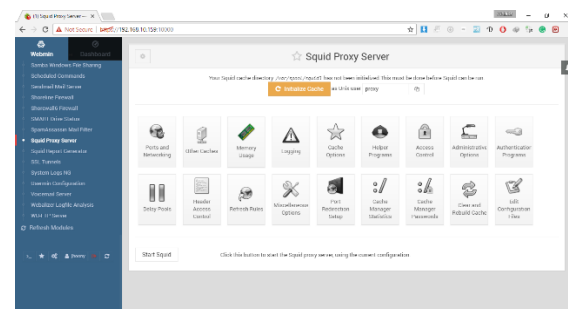 (1) Squid Proxy Server —
Not Secure | https://192.168.10.159:10000
Webmin
Dashboard
Samba Windows File Sharing
Scheduled Commands
Sendmail Mail Server
Shoreline Firewall
Shorewall6 Firewall
SMART Drive Status
SpamAssassin Mail Filter
Squid Proxy Server
Squid Report Generator
SSL Tunnels
System Logs NG
Usermin Configuration
Voicemail Server
Webalizer Logfile Analysis
Refresh Modules
Squid Proxy Server
Your Squid cache directory /var/spool/squid3 has not been initialized. This must be done before Squid can be run.
Initialize Cache as Unix user proxy
Ports and Networking
Other Caches
Memory Usage
Logging
Cache Options
Helper Programs
Access Control
Administrative Options
Authentication Programs
Delay Pools
Header Access Control
Refresh Rules
Miscellaneous Options
Port Redirection Setup
Cache Manager Statistics
Cache Manager Passwords
Clear and Rebuild Cache
Edit Configuration Files
Start Squid
Click this button to start the Squid proxy server, using the current configuration